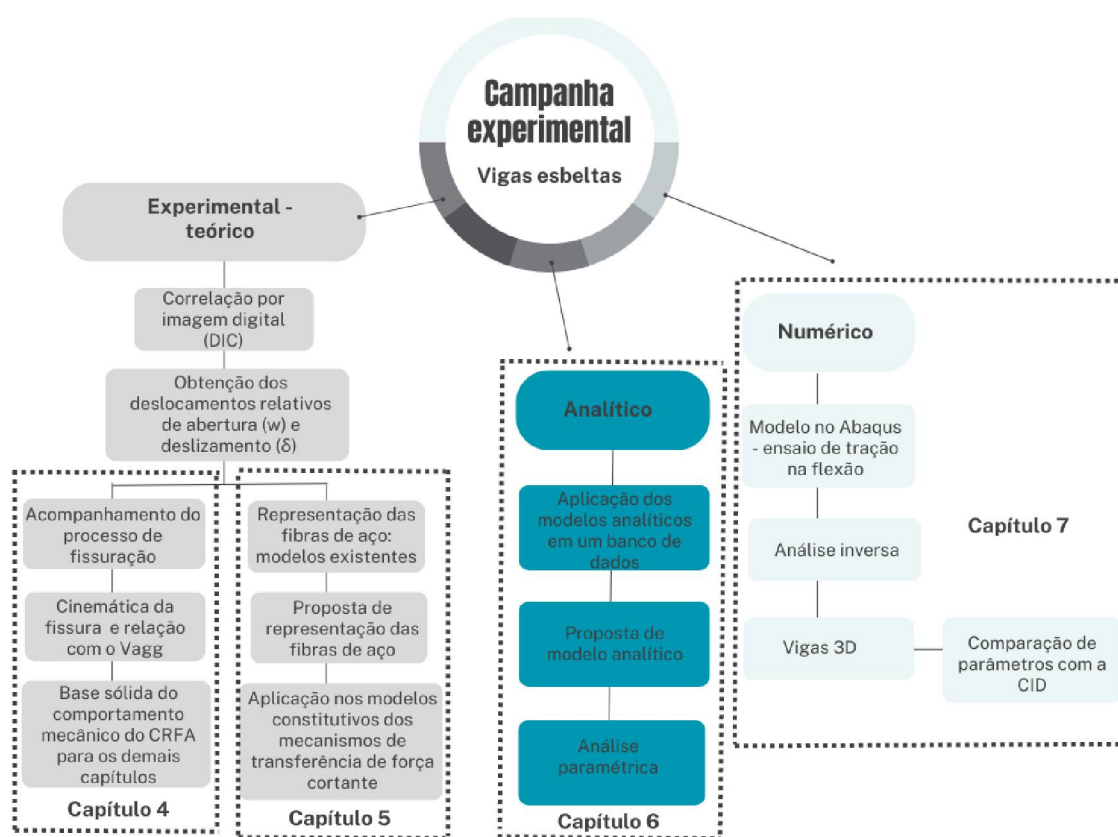 Campanha
experimental
Vigas esbeltas
Experimental -
teórico
Correlação por
imagem digital
(DIC)
Obtenção dos
deslocamentos relativos
de abertura (w) e
deslizamento (δ)
Acompanhamento do
processo de
fissuração
Cinemática da
fissura e relação
com o Vagg
Base sólida do
comportamento
mecânico do CRFA
para os demais
capítulos
Capítulo 4
Representação das
fibras de aço:
modelos existentes
Proposta de
representação das
fibras de aço
Aplicação nos modelos
constitutivos dos
mecanismos de
transferência de força
cortante
Capítulo 5
Analítico
Aplicação dos
modelos analíticos
em um banco de
dados
Proposta de
modelo analítico
Análise
paramétrica
Capítulo 6
Numérico
Modelo no Abaqus
- ensaio de tração
na flexão
Análise inversa
Vigas 3D
Comparação de
parâmetros com a
CID
Capítulo 7